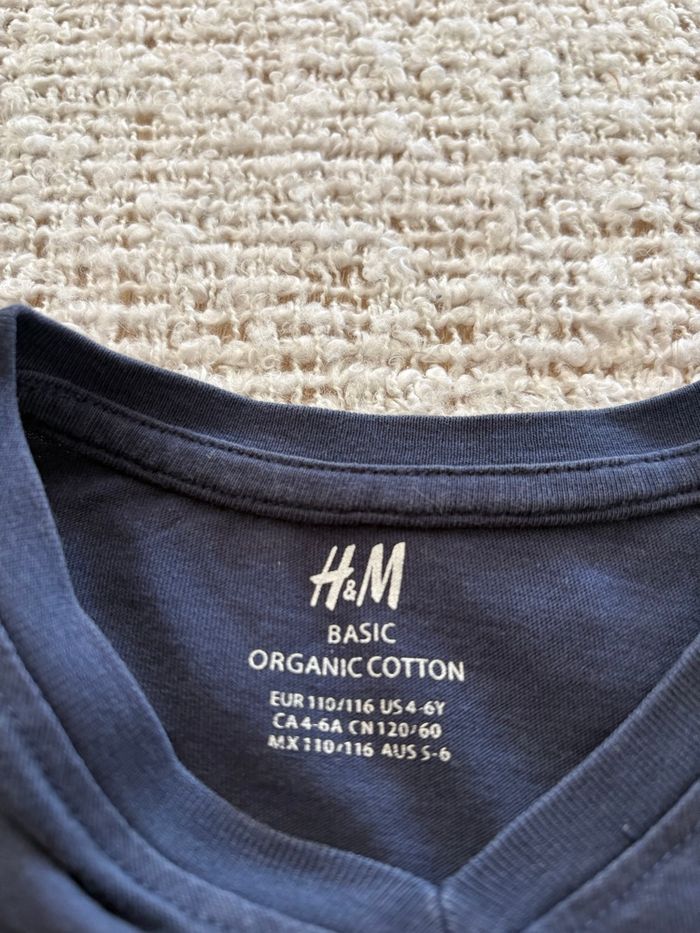 H&M
BASIC
ORGANIC COTTON
EUR 110/116 US 4-6Y
CA 4-6A CN 120/60
MX 110/116 AUS 5-6